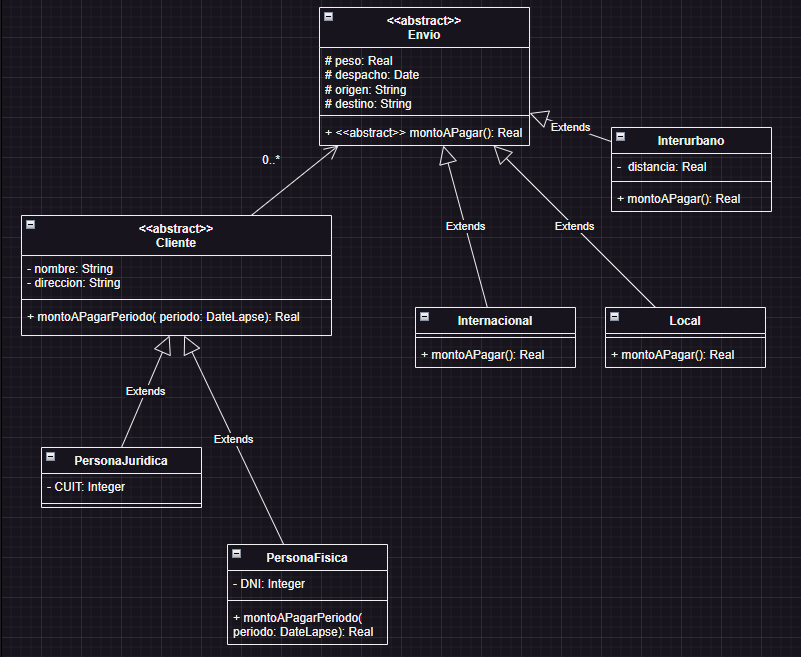 <<abstract>>
Envio
# peso: Real
# despacho: Date
# origen: String
# destino: String
+ <<abstract>> montoAPagar(): Real
Extends
Interurbano
- distancia: Real
+ montoAPagar(): Real
0..*
<<abstract>>
Cliente
- nombre: String
- direccion: String
+ montoAPagarPeriodo( periodo: DateLapse): Real
Extends
Extends
Internacional
+ montoAPagar(): Real
Local
+ montoAPagar(): Real
Extends
Extends
PersonaJuridica
- CUIT: Integer
PersonaFisica
- DNI: Integer
+ montoAPagarPeriodo(
periodo: DateLapse): Real